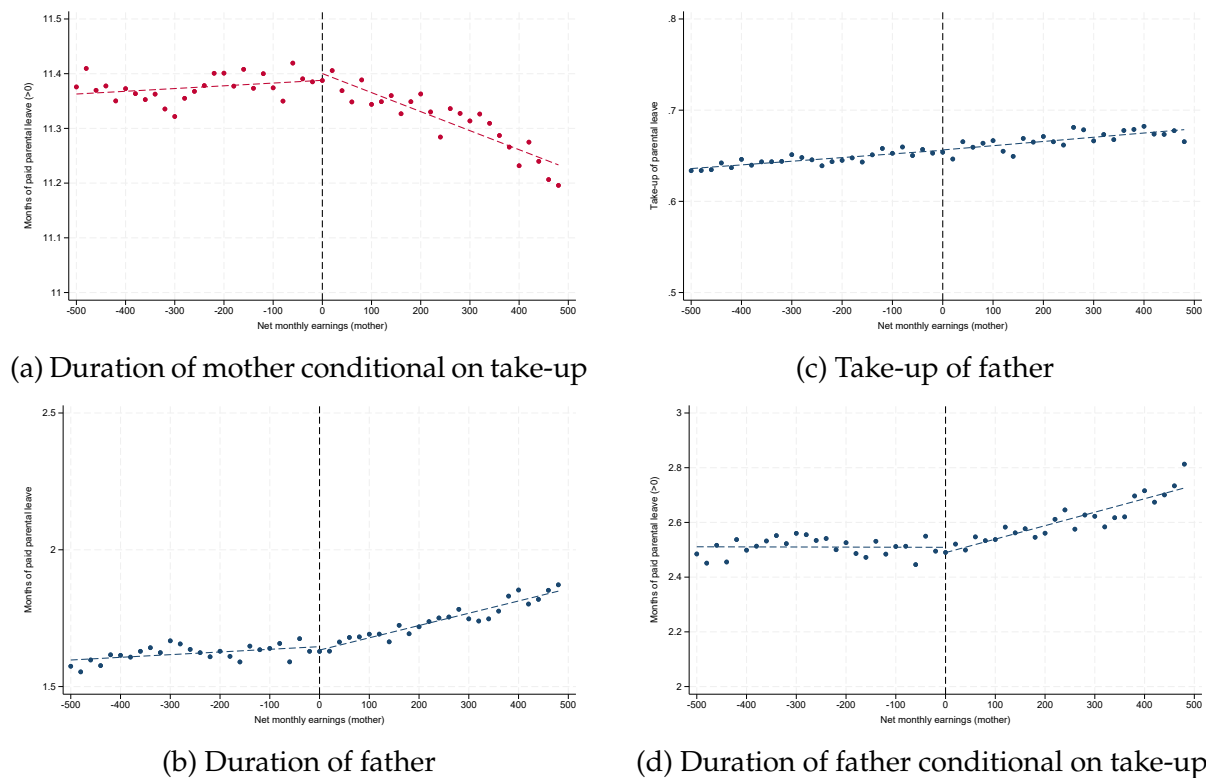 11.5
11.4
11.3
11.2
11.1
11
Months of paid parental leave (>0)
-500 -400 -300 -200 -100 0 100 200 300 400 500
Net monthly earnings (mother)
(a) Duration of mother conditional on take-up
.8
.7
.6
.5
Take-up of parental leave
-500 -400 -300 -200 -100 0 100 200 300 400 500
Net monthly earnings (mother)
(c) Take-up of father
2.5
2
1.5
Months of paid parental leave
-500 -400 -300 -200 -100 0 100 200 300 400 500
Net monthly earnings (mother)
(b) Duration of father
3
2.8
2.6
2.4
2.2
2
Months of paid parental leave (>0)
-500 -400 -300 -200 -100 0 100 200 300 400 500
Net monthly earnings (mother)
(d) Duration of father conditional on take-up